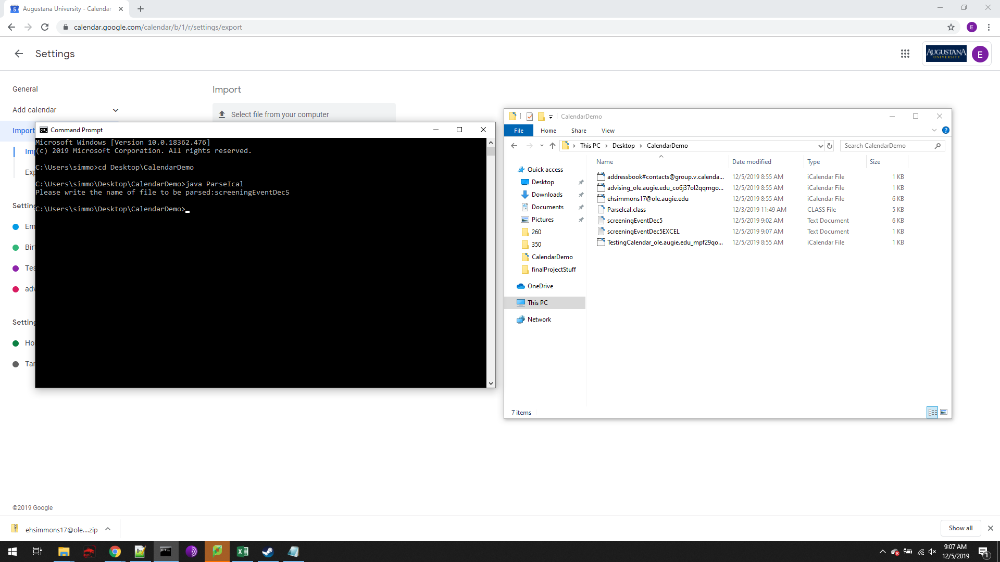 Augustana University - Calendar
calendar.google.com/calendar/b/1/r/settings/export
E
Settings
AUGUSTANA
UNIVERSITY
E
General
Import
Add calendar
Select file from your computer
Import
Imp
Exp
Setting
Em
Birt
Tes
adv
Setting
Ho
Tar
Command Prompt
Microsoft Windows [Version 10.0.18362.476]
(c) 2019 Microsoft Corporation. All rights reserved.
C:\Users\simmo>cd Desktop\CalendarDemo
C:\Users\simmo\Desktop\CalendarDemo>java ParseIcal
Please write the name of file to be parsed:screeningEventDec5
C:\Users\simmo\Desktop\CalendarDemo>
CalendarDemo
File Home Share View
This PC Desktop CalendarDemo
Search CalendarDemo
Quick access
Desktop
Downloads
Documents
Pictures
260
350
CalendarDemo
finalProjectStuff
OneDrive
This PC
Network
Name Date modified Type Size
addressbook#contacts@group.v.calenda... 12/5/2019 8:55 AM iCalendar File 1 KB
advising_ole.augie.edu_co6j37ol2qqmgo... 12/5/2019 8:55 AM iCalendar File 1 KB
ehsimmons17@ole.augie.edu 12/5/2019 8:55 AM iCalendar File 6 KB
ParseIcal.class 12/3/2019 11:49 AM CLASS File 5 KB
screeningEventDec5 12/5/2019 9:02 AM Text Document 6 KB
screeningEventDec5EXCEL 12/5/2019 9:07 AM Text Document 1 KB
TestingCalendar_ole.augie.edu_mpf29qo... 12/5/2019 8:55 AM iCalendar File 1 KB
7 items
©2019 Google
ehsimmons17@ole....zip
Show all
9:07 AM
12/5/2019
1